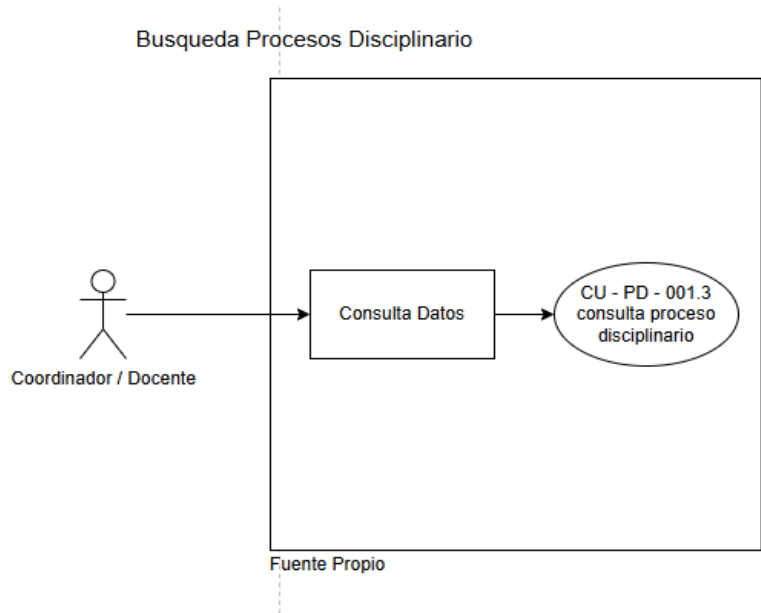 Busqueda Procesos Disciplinario
Consulta Datos
CU - PD - 001.3
consulta proceso
disciplinario
Coordinador / Docente
Fuente Propio